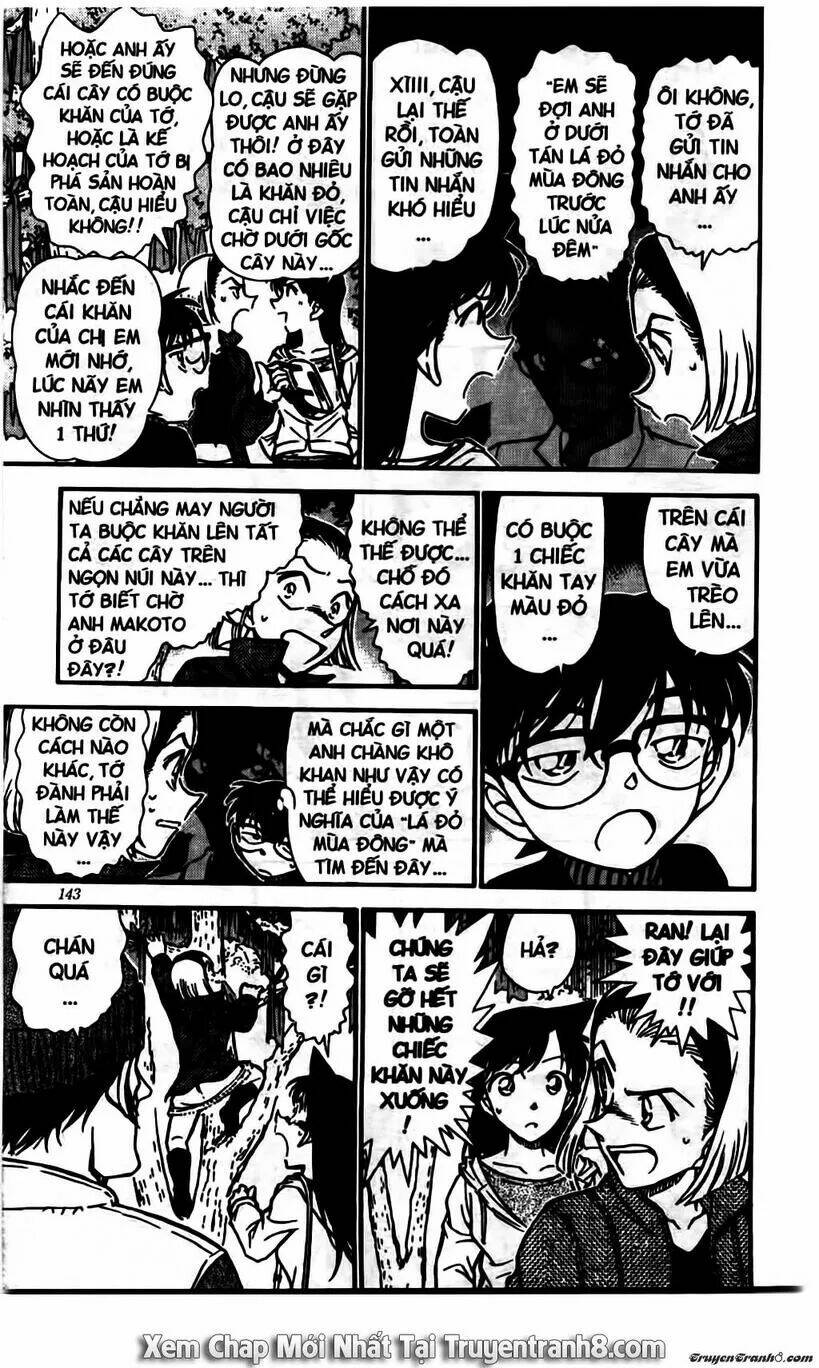 ÔI KHÔNG,
TỚ ĐÃ
GỬI TIN
NHẮN CHO
ANH ẤY
...
"EM SẼ
ĐỢI ANH
Ở DƯỚI
TÁN LÁ ĐỎ
MÙA ĐÔNG
TRƯỚC
LÚC NỬA
ĐÊM"
XÌIII, CẬU
LẠI THẾ
RỒI, TOÀN
GỬI NHỮNG
TIN NHẮN
KHÓ HIỂU
...
NHƯNG ĐỪNG
LO, CẬU SẼ GẶP
ĐƯỢC ANH ẤY
THÔI! Ở ĐÂY
CÓ BAO NHIÊU
LÀ KHĂN ĐỎ,
CẬU CHỈ VIỆC
CHỜ DƯỚI GỐC
CÂY NÀY...
HOẶC ANH ẤY
SẼ ĐẾN ĐÚNG
CÁI CÂY CÓ BUỘC
KHĂN CỦA TỚ,
HOẶC LÀ KẾ
HOẠCH CỦA TỚ BỊ
PHÁ SẢN HOÀN
TOÀN, CẬU HIỂU
KHÔNG!!
NHẮC ĐẾN
CÁI KHĂN
CỦA CHỊ EM
MỚI NHỚ,
LÚC NÃY EM
NHÌN THẤY
1 THỨ!
TRÊN CÁI
CÂY MÀ
EM VỪA
TRÈO
LÊN...
CÓ BUỘC
1 CHIẾC
KHĂN TAY
MÀU ĐỎ
...
KHÔNG THỂ
THẾ ĐƯỢC...
CHỖ ĐÓ
CÁCH XA
NƠI NÀY
QUÁ!
NẾU CHẲNG MAY NGƯỜI
TA BUỘC KHĂN LÊN TẤT
CẢ CÁC CÂY TRÊN
NGỌN NÚI NÀY... THÌ
TỚ BIẾT CHỜ
ANH MAKOTO
Ở ĐÂU
ĐÂY?!
MÀ CHẮC GÌ MỘT
ANH CHÀNG KHÔ
KHAN NHƯ VẬY CÓ
THỂ HIỂU ĐƯỢC Ý
NGHĨA CỦA "LÁ ĐỎ
MÙA ĐÔNG" MÀ
TÌM ĐẾN ĐÂY...
KHÔNG CÒN
CÁCH NÀO
KHÁC, TỚ
ĐÀNH PHẢI
LÀM THẾ
NÀY VẬY
...
143
RAN! LẠI
ĐÂY GIÚP
TỚ VỚI
!!
HẢ?
CHÚNG
TA SẼ
GỠ HẾT
NHỮNG
CHIẾC
KHĂN NÀY
XUỐNG
!
CÁI
GÌ
?!
CHÁN
QUÁ
...
Xem Chap Mới Nhất Tại Truyentranh8.com
TruyenTranh8.com